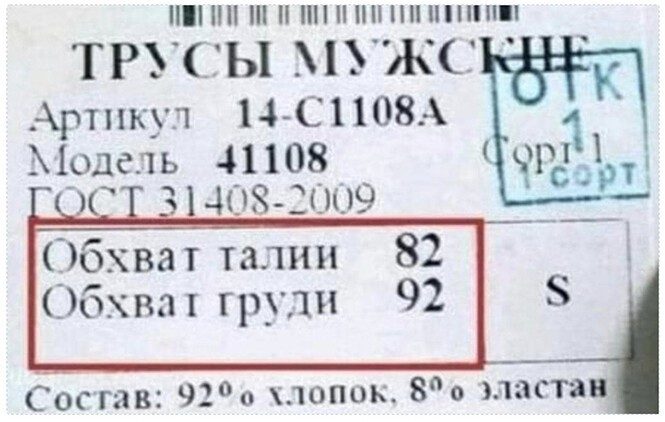 ТРУСЫ МУЖСКИЕ
Артикул 14-С1108А
Модель 41108 Сорт 1
ГОСТ 31408-2009
ОТК
1
1 сорт
Обхват талии 82
Обхват груди 92
S
Состав: 92% хлопок, 8% эластан